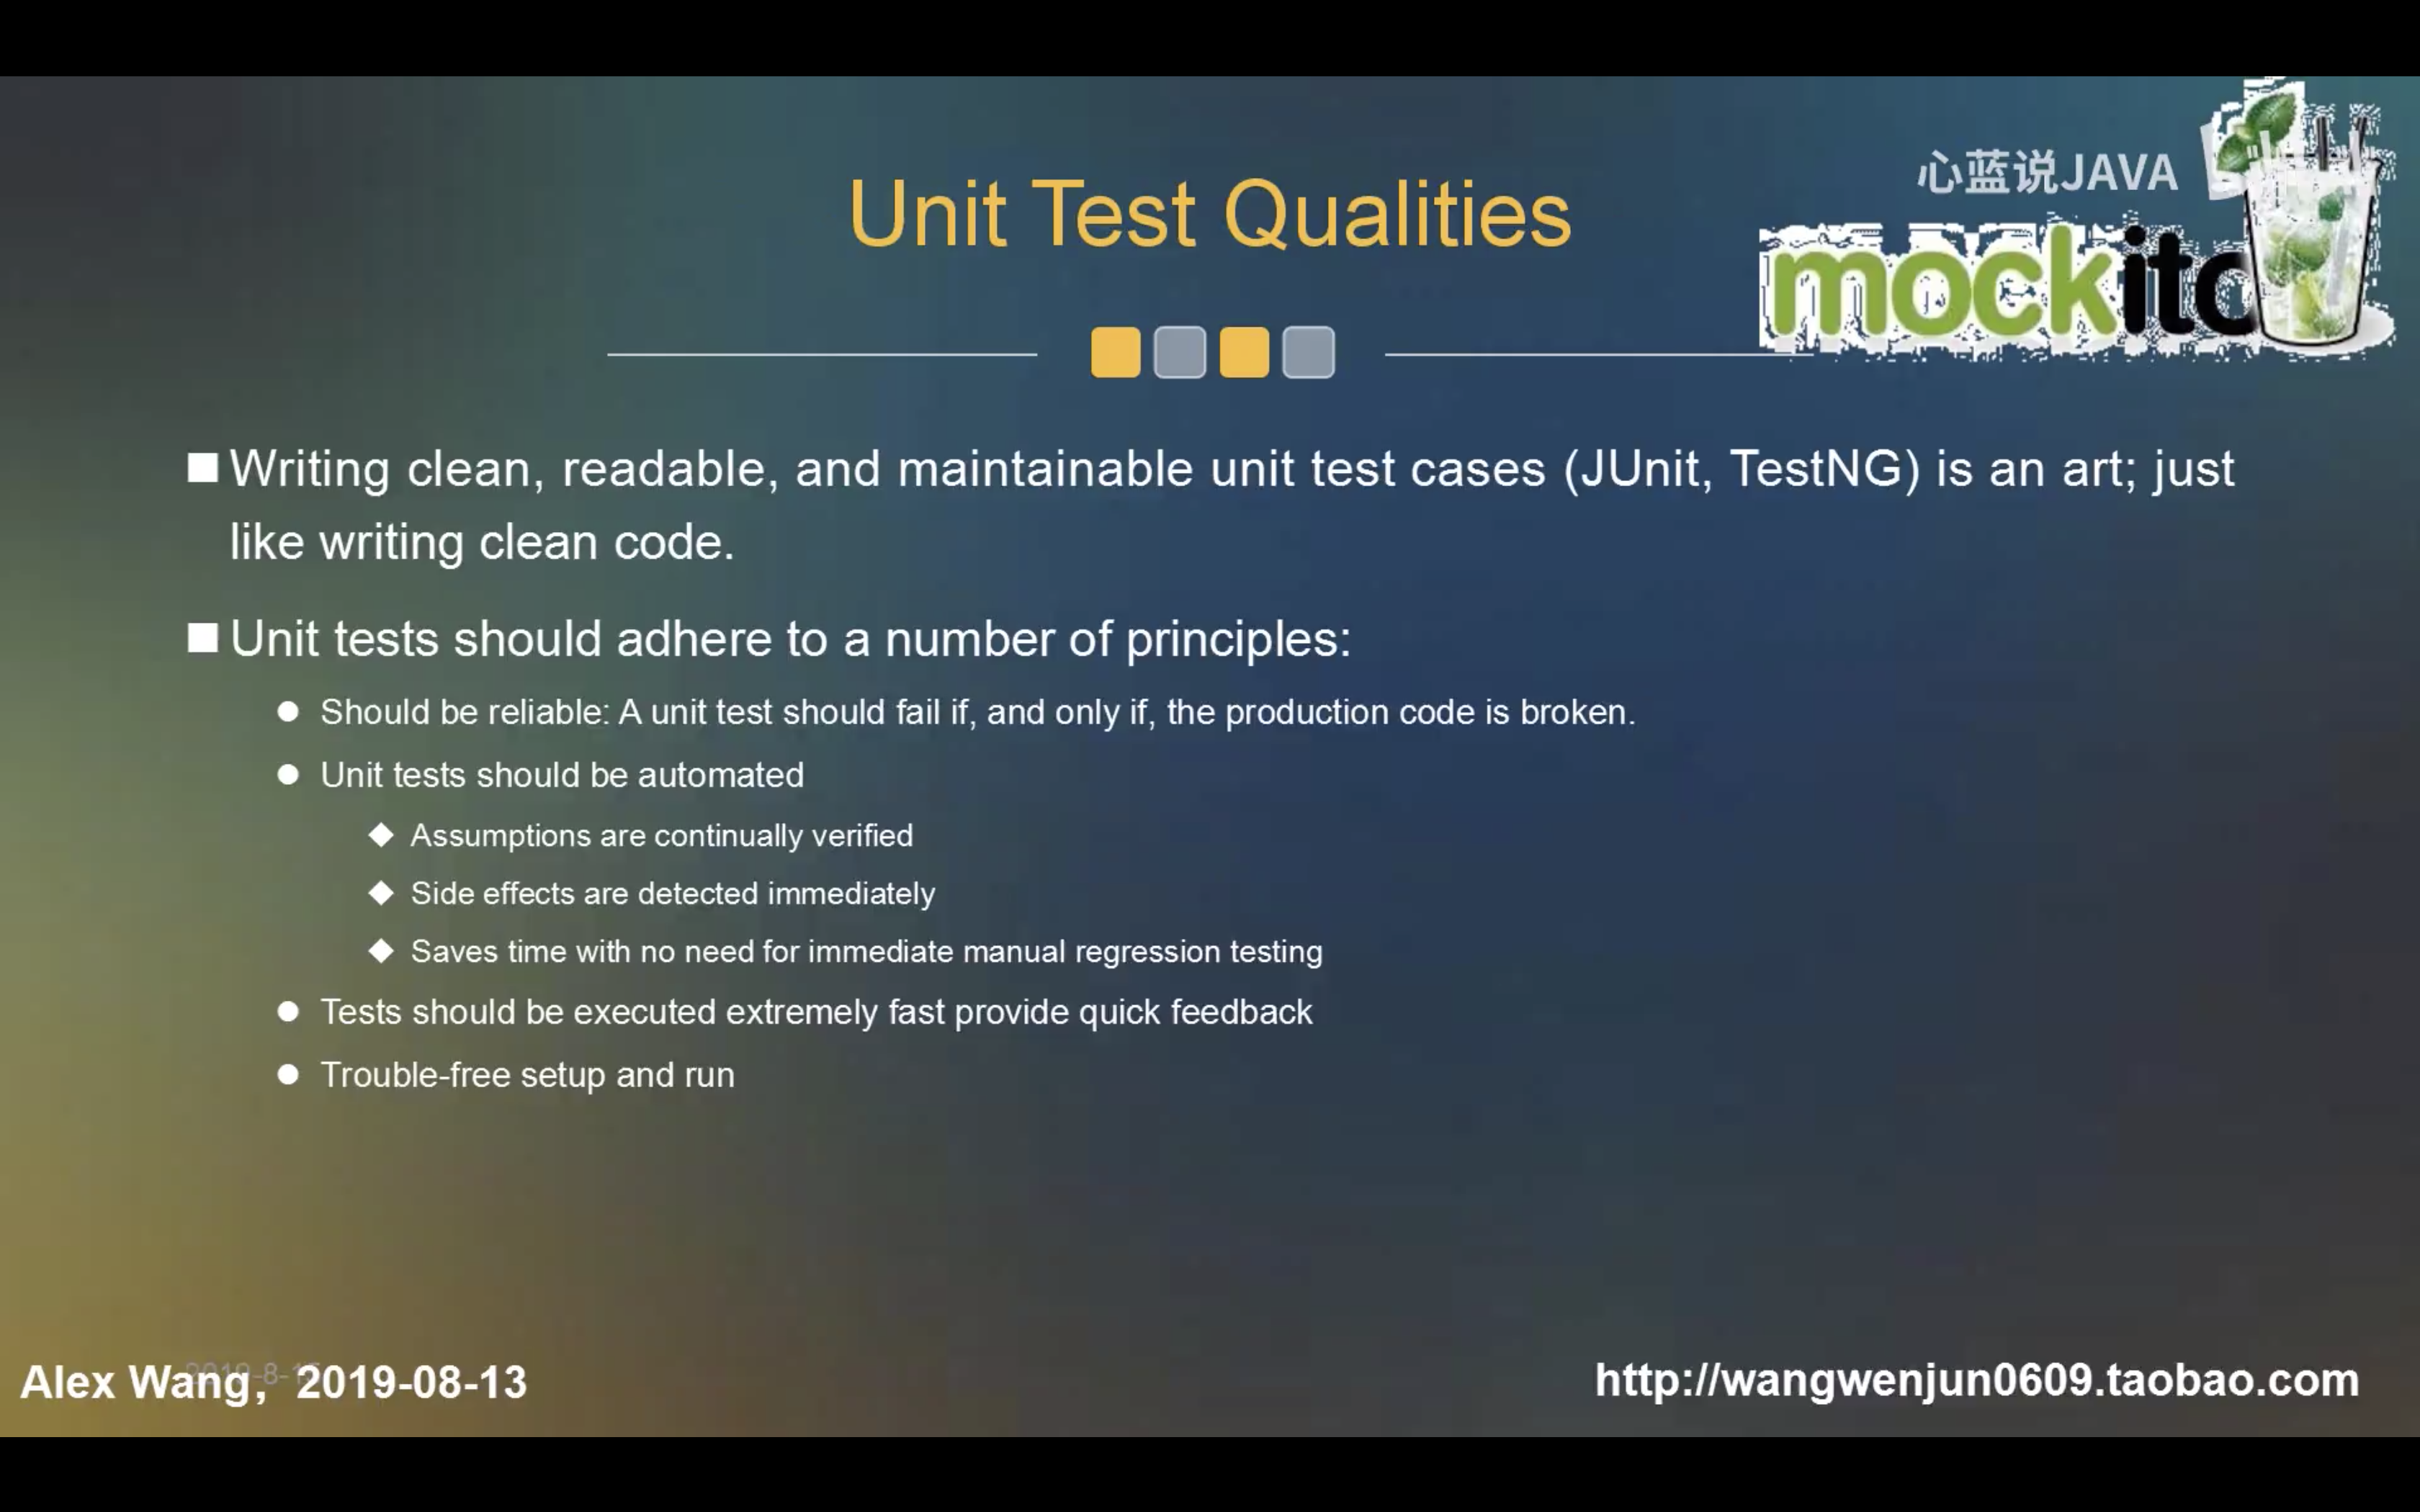 心蓝说JAVA
mockito
Unit Test Qualities
Writing clean, readable, and maintainable unit test cases (JUnit, TestNG) is an art; just
like writing clean code.
Unit tests should adhere to a number of principles:
Should be reliable: A unit test should fail if, and only if, the production code is broken.
Unit tests should be automated
Assumptions are continually verified
Side effects are detected immediately
Saves time with no need for immediate manual regression testing
Tests should be executed extremely fast provide quick feedback
Trouble-free setup and run
Alex Wang, 2019-08-13
http://wangwenjun0609.taobao.com